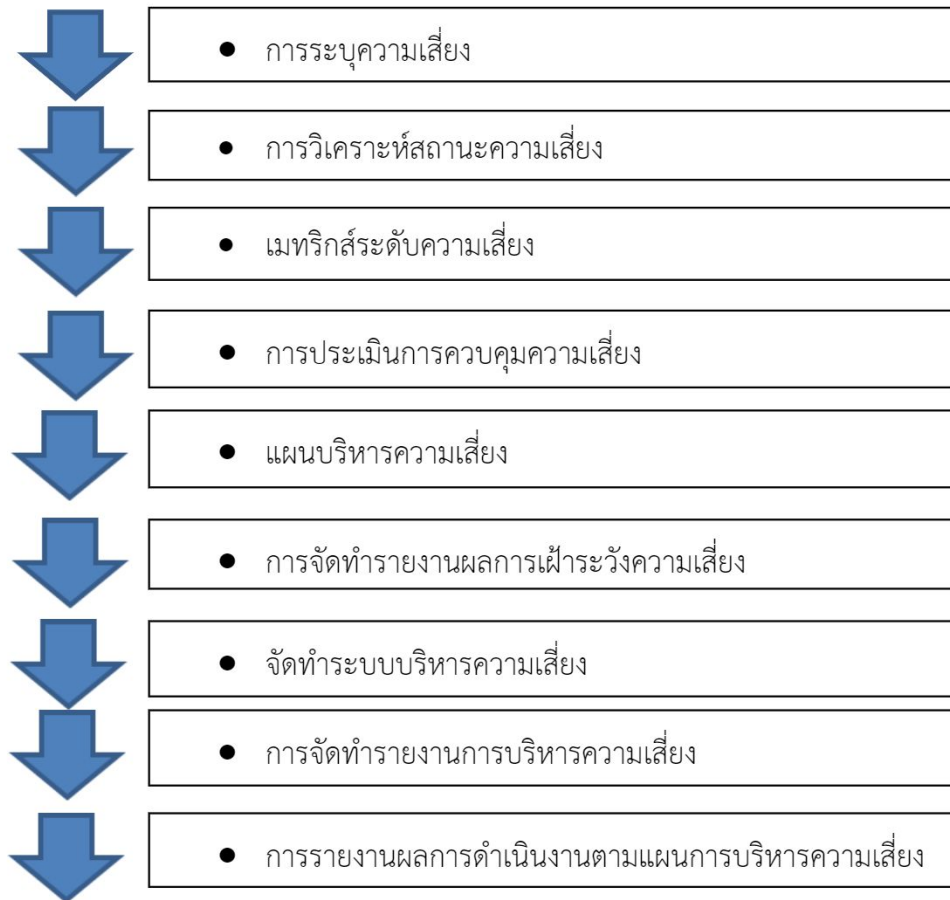 ● การระบุความเสี่ยง
● การวิเคราะห์สถานะความเสี่ยง
● เมทริกส์ระดับความเสี่ยง
● การประเมินการควบคุมความเสี่ยง
● แผนบริหารความเสี่ยง
● การจัดทำรายงานผลการเฝ้าระวังความเสี่ยง
● จัดทำระบบบริหารความเสี่ยง
● การจัดทำรายงานการบริหารความเสี่ยง
● การรายงานผลการดำเนินงานตามแผนการบริหารความเสี่ยง